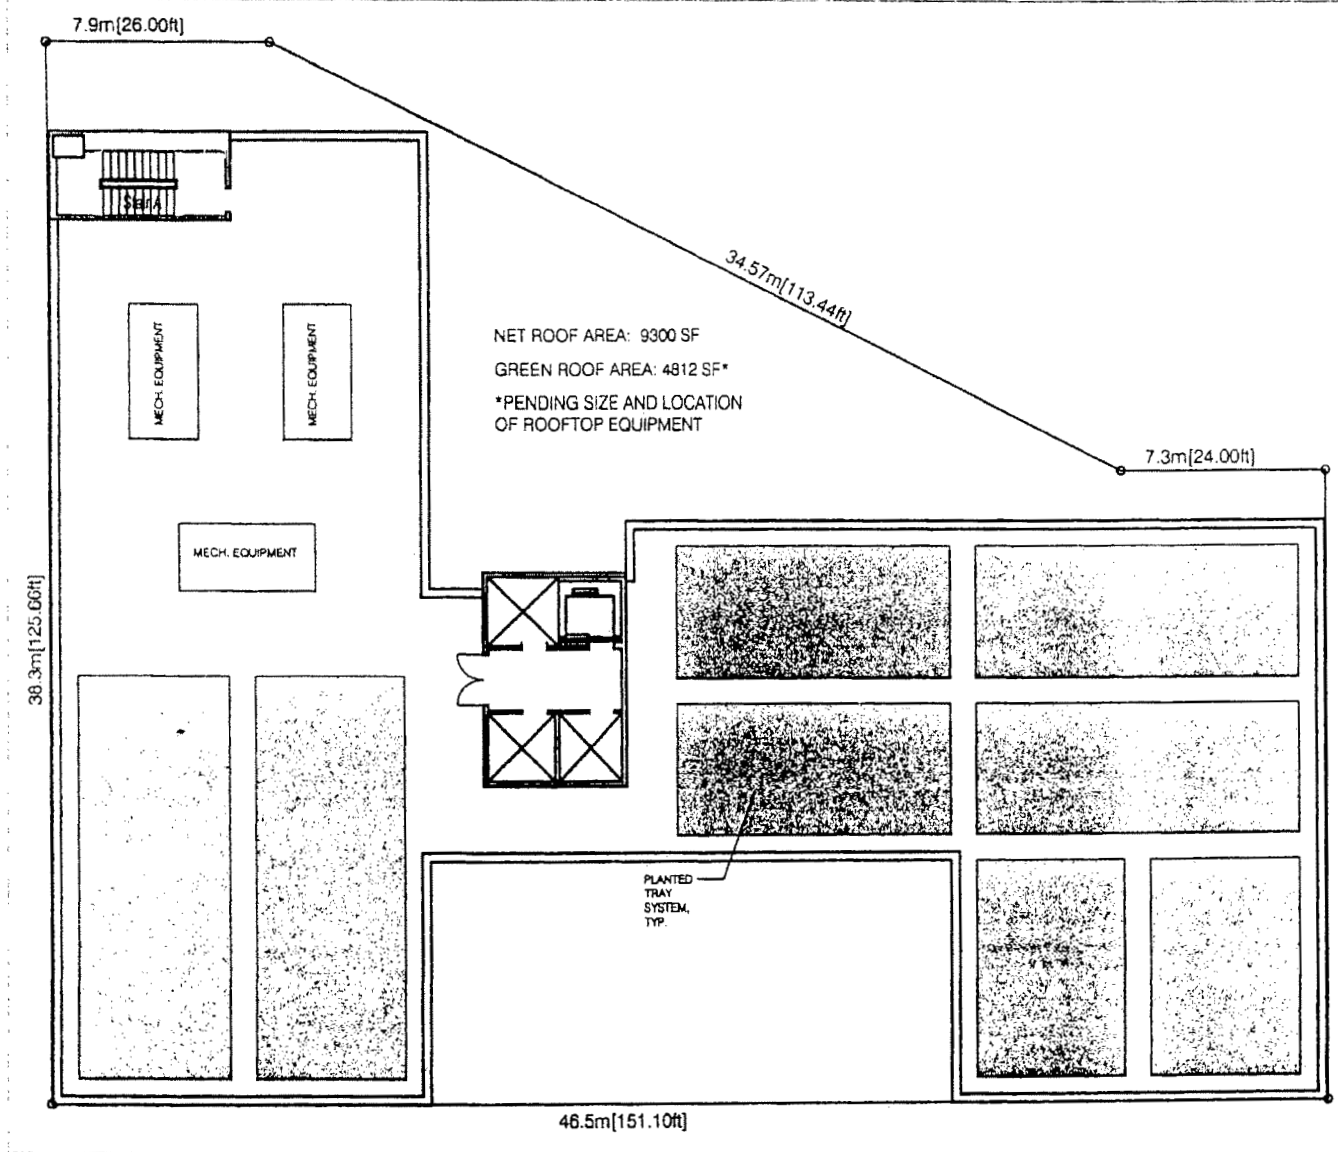 7.9m[26.00ft]
Stair A
34.57m[113.44ft]
MECH. EQUIPMENT
MECH. EQUIPMENT
NET ROOF AREA: 9300 SF
GREEN ROOF AREA: 4812 SF*
*PENDING SIZE AND LOCATION
OF ROOFTOP EQUIPMENT
7.3m[24.00ft]
MECH. EQUIPMENT
38.3m[125.66ft]
PLANTED
TRAY
SYSTEM,
TYP.
46.5m[151.10ft]